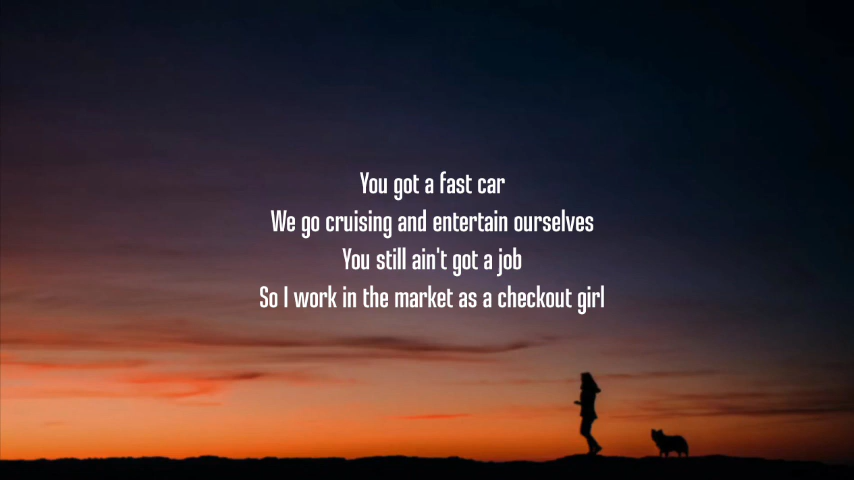 You got a fast car
We go cruising and entertain ourselves
You still ain't got a job
So I work in the market as a checkout girl